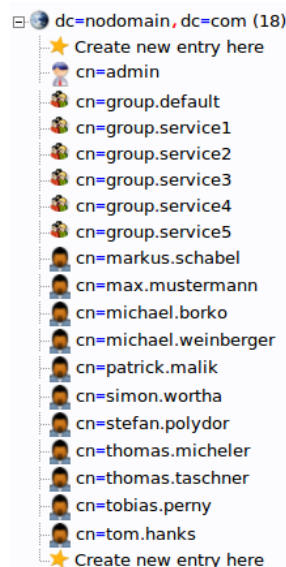 dc=nodomain,dc=com (18)
Create new entry here
cn=admin
cn=group.default
cn=group.service1
cn=group.service2
cn=group.service3
cn=group.service4
cn=group.service5
cn=markus.schabel
cn=max.mustermann
cn=michael.borko
cn=michael.weinberger
cn=patrick.malik
cn=simon.wortha
cn=stefan.polydor
cn=thomas.micheler
cn=thomas.taschner
cn=tobias.perny
cn=tom.hanks
Create new entry here